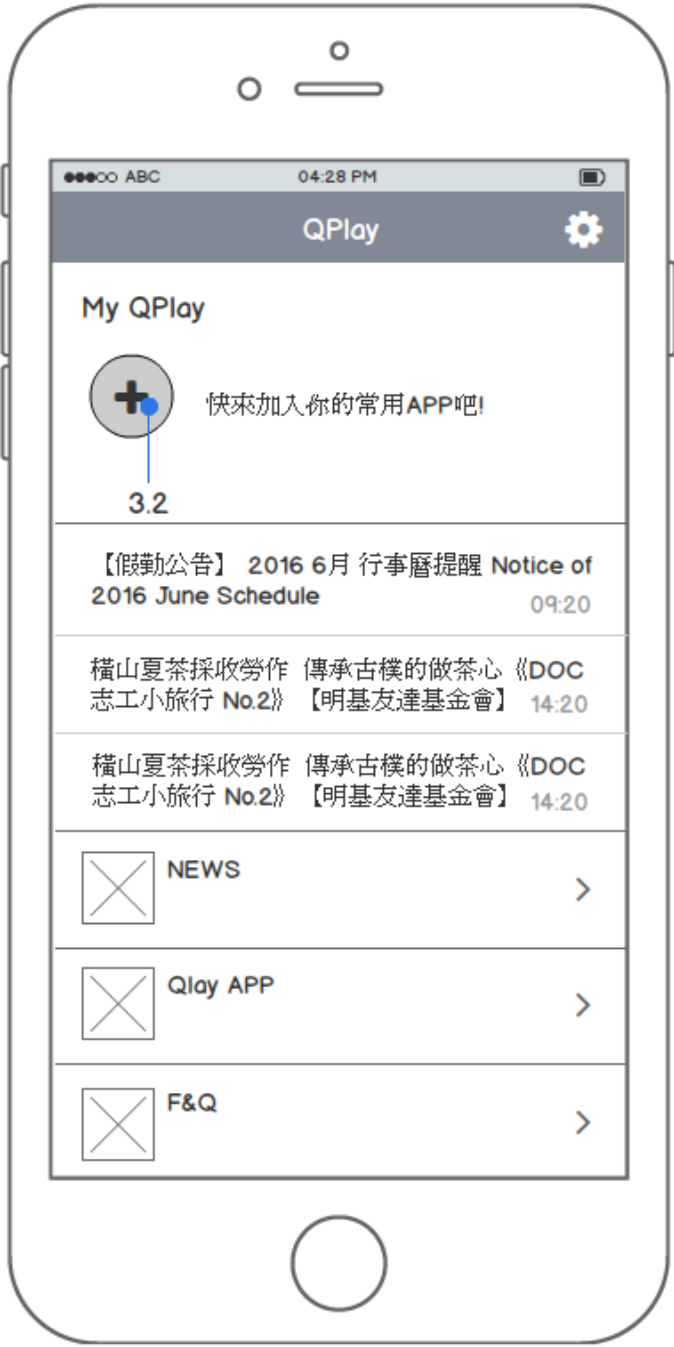 ABC 04:28 PM
QPlay
My QPlay
快來加入你的常用APP吧!
3.2
【假勤公告】 2016 6月 行事曆提醒 Notice of
2016 June Schedule 09:20
橫山夏茶採收勞作 傳承古樸的做茶心《DOC
志工小旅行 No.2》【明基友達基金會】 14:20
橫山夏茶採收勞作 傳承古樸的做茶心《DOC
志工小旅行 No.2》【明基友達基金會】 14:20
NEWS
Qlay APP
F&Q